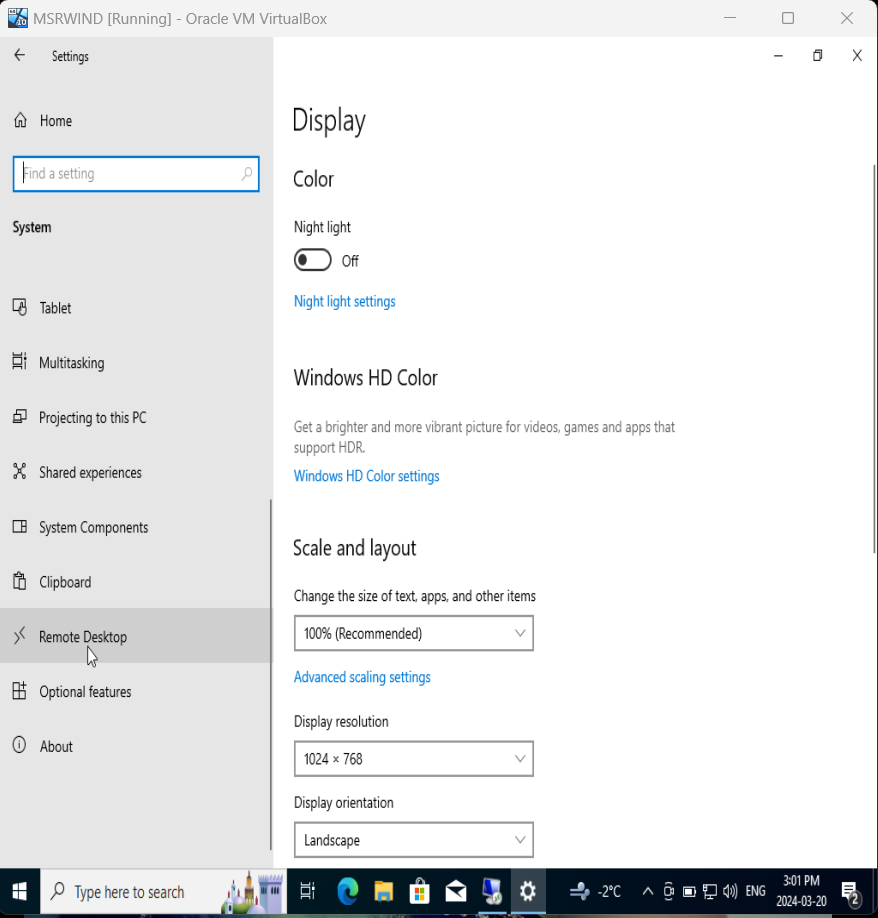 MSRWIND [Running] - Oracle VM VirtualBox
Settings
Home
Find a setting
System
Tablet
Multitasking
Projecting to this PC
Shared experiences
System Components
Clipboard
Remote Desktop
Optional features
About
Display
Color
Night light
Off
Night light settings
Windows HD Color
Get a brighter and more vibrant picture for videos, games and apps that
support HDR.
Windows HD Color settings
Scale and layout
Change the size of text, apps, and other items
100% (Recommended)
Advanced scaling settings
Display resolution
1024 × 768
Display orientation
Landscape
Type here to search
-2°C
ENG
3:01 PM
2024-03-20
2